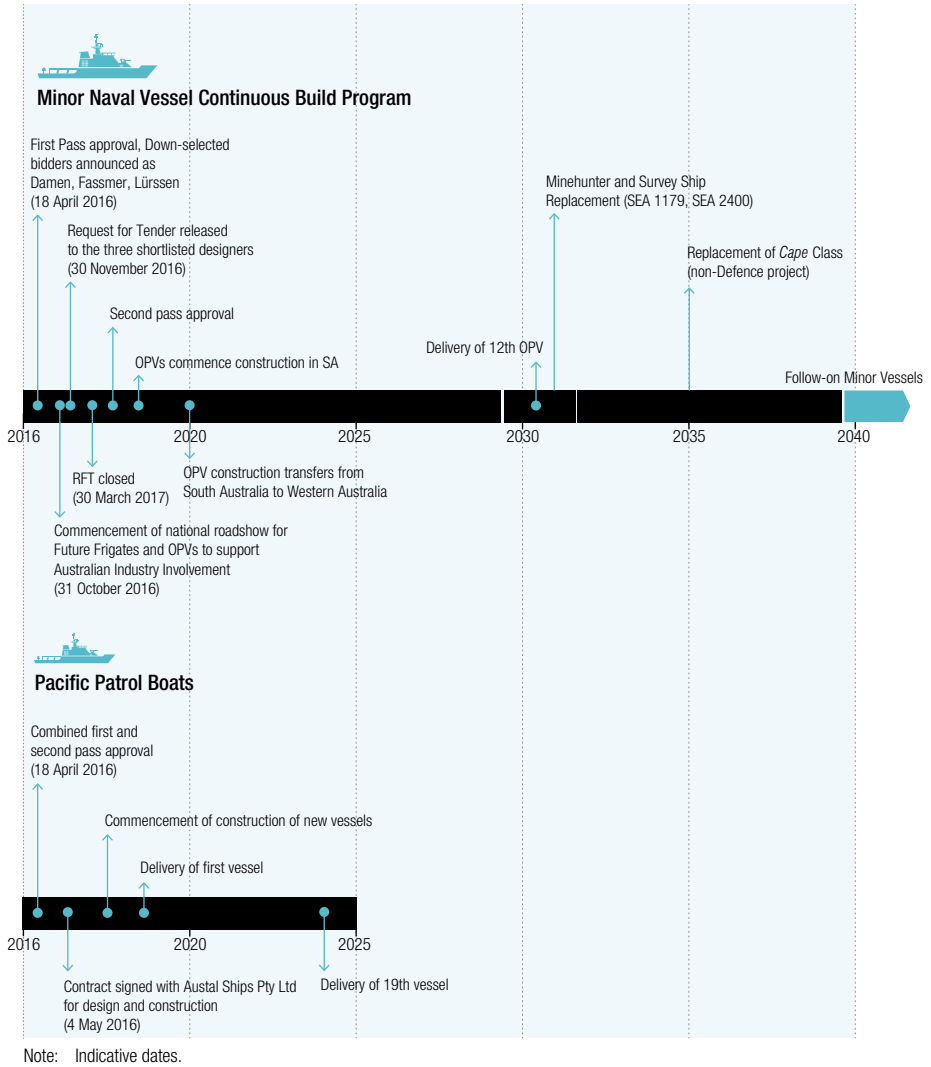 Minor Naval Vessel Continuous Build Program
First Pass approval, Down-selected
bidders announced as
Damen, Fassmer, Lürssen
(18 April 2016)
Request for Tender released
to the three shortlisted designers
(30 November 2016)
Second pass approval
OPVs commence construction in SA
Delivery of 12th OPV
Minehunter and Survey Ship
Replacement (SEA 1179, SEA 2400)
Replacement of Cape Class
(non-Defence project)
Follow-on Minor Vessels
2016 2020 2025 2030 2035 2040
RFT closed
(30 March 2017)
OPV construction transfers from
South Australia to Western Australia
Commencement of national roadshow for
Future Frigates and OPVs to support
Australian Industry Involvement
(31 October 2016)
Pacific Patrol Boats
Combined first and
second pass approval
(18 April 2016)
Commencement of construction of new vessels
Delivery of first vessel
2016 2020 2025
Contract signed with Austal Ships Pty Ltd
for design and construction
(4 May 2016)
Delivery of 19th vessel
Note: Indicative dates.